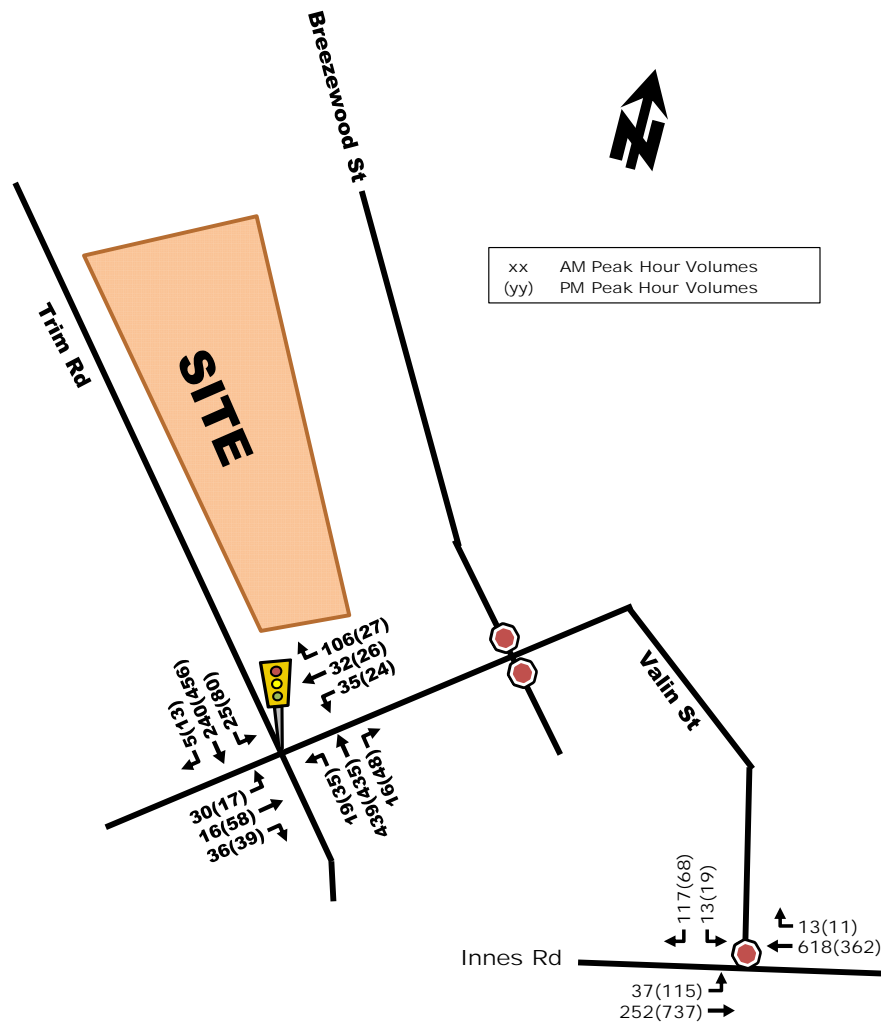 Breezewood St
N
xx AM Peak Hour Volumes
(yy) PM Peak Hour Volumes
Trim Rd
SITE
106(27)
32(26)
35(24)
5(13)
240(456)
25(80)
Valin St
19(35)
439(435)
16(48)
30(17)
16(58)
36(39)
117(68)
13(19)
13(11)
618(362)
Innes Rd
37(115)
252(737)